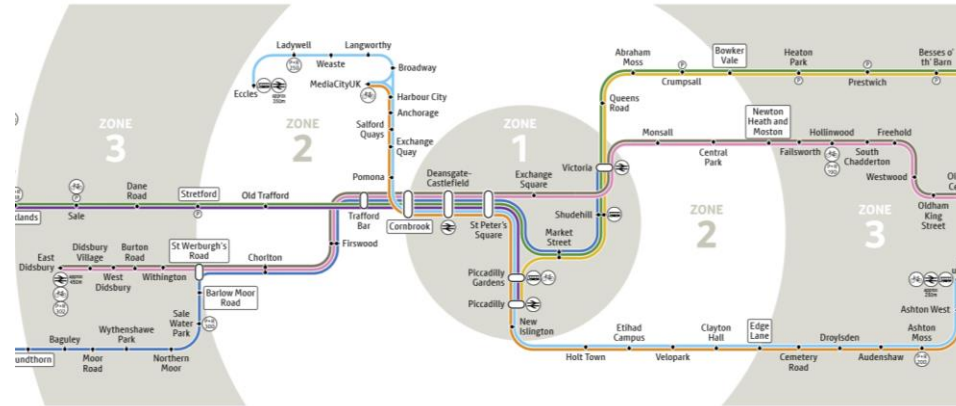 Ladywell
Langworthy
Weaste
Broadway
Eccles
MediaCityUK
Harbour City
Anchorage
Salford
Quays
Exchange
Quay
Pomona
ZONE
3
ZONE
2
ZONE
1
Abraham
Moss
Bowker
Vale
Heaton
Park
Besses o'
th' Barn
Crumpsall
Prestwich
Queens
Road
Monsall
Central
Park
Newton
Heath and
Moston
Hollinwood
Freehold
Failsworth
South
Chadderton
Westwood
Oldham
King
Street
Victoria
Exchange
Square
Deansgate-
Castlefield
Shudehill
Market
Street
Dane
Road
Stretford
Old Trafford
Sale
Trafford
Bar
Cornbrook
St Peter's
Square
ZONE
2
ZONE
3
East
Didsbury
Didsbury
Village
West
Didsbury
Burton
Road
Withington
St Werburgh's
Road
Chorlton
Firswood
Barlow Moor
Road
Sale
Water
Park
Baguley
Moor
Road
Wythenshawe
Park
Northern
Moor
Piccadilly
Gardens
Piccadilly
New
Islington
Holt Town
Etihad
Campus
Velopark
Clayton
Hall
Edge
Lane
Cemetery
Road
Droylsden
Audenshaw
Ashton
Moss
Ashton West